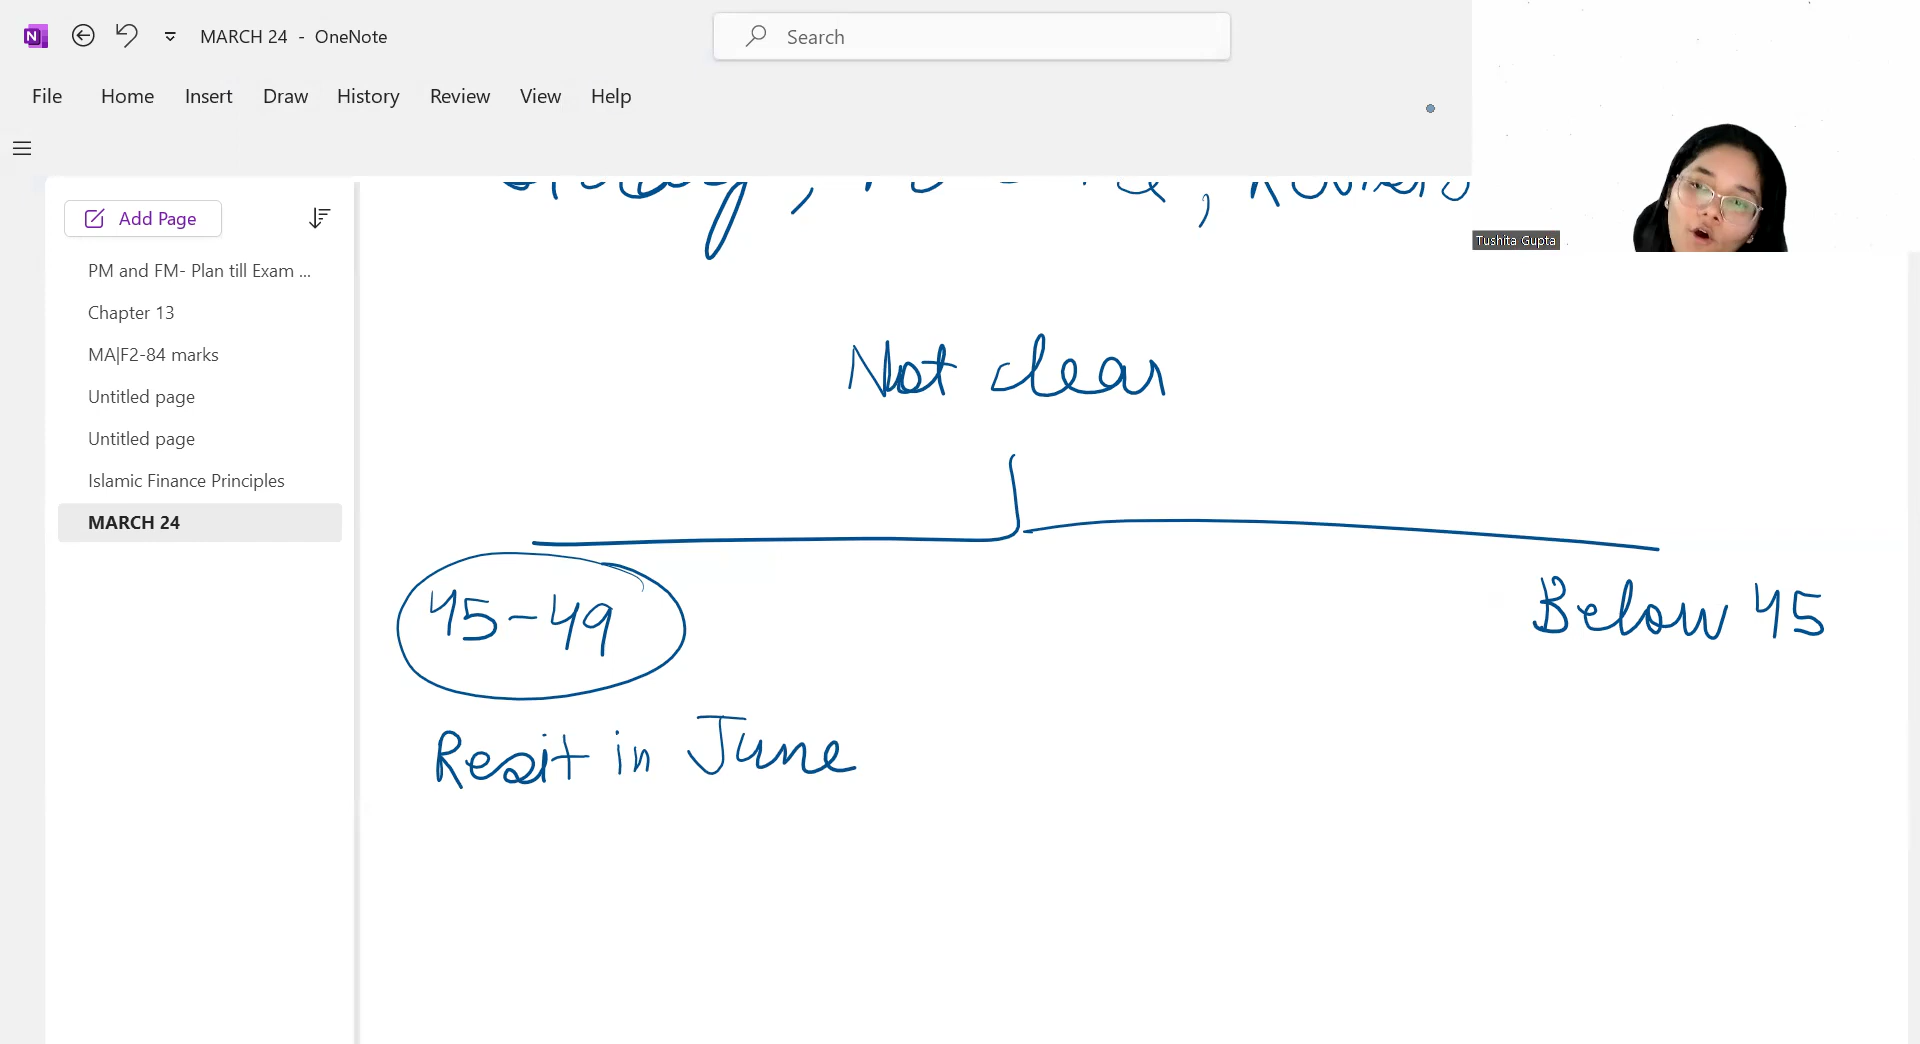 MARCH 24 - OneNote
Search
File Home Insert Draw History Review View Help
Tushita Gupta
Add Page
PM and FM- Plan till Exam ...
Chapter 13
MA|F2-84 marks
Untitled page
Untitled page
Islamic Finance Principles
MARCH 24
Not clear
45-49
Below 45
Resit in June